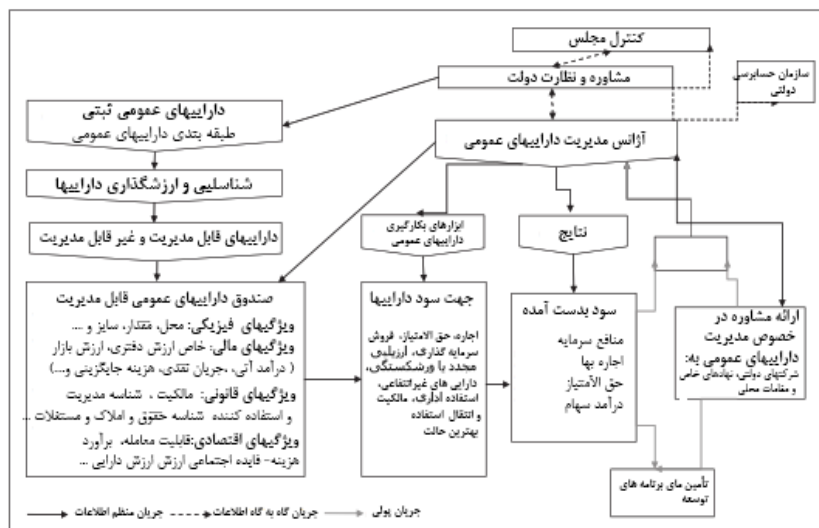 کنترل مجلس
مشاوره و نظارت دولت
سازمان حسابرسی
دولتی
داراییهای عمومی ثبتی
طبقه بندی داراییهای عمومی
آژانس مدیریت داراییهای عمومی
شناسلیی و ارزشگذاری داراییها
داراییهای قابل مدیریت و غیر قابل مدیریت
ابزارهای بکارگیری
داراییهای عمومی
نتایج
صندوق داراییهای عمومی قابل مدیریت
ویژگیهای فیزیکی: محل، مقدار، سایز و ....
ویژگیهای مالی: خاص ارزش دفتری، ارزش بازار
( درآمد آتی، جریان نقدی، هزینه جایگزینی و...)
ویژگیهای قانونی: مالکیت ، شناسه مدیریت
و استفاده کننده شناسه حقوق و املاک و مستغلات ...
ویژگیهای اقتصادی:قابلیت معامله، برآورد
هزینه- فایده اجتماعی ارزش ارزش دارایی ...
جهت سود داراییها
اجاره، حق الامتیاز، فروش
سرمایه گذاری، ارزیلیی
مجدد با ورشکستگی،
دارایی های غیرانتفاعی،
استفاده اداری، مالکیت
و انتقال استفاده
بهترین حالت
سود بدست آمده
منافع سرمایه
اجاره بها
حق الامتیاز
درآمد سهام
ارائه مشاوره در
خصوص مدیریت
داراییهای عمومی به:
شرکتهای دولتی، نهادهای خاص
و مقامات محلی
تأمین مای برنامه های
توسعه
جریان منظم اطلاعات
جریان گاه به گاه اطلاعات
جریان پولی